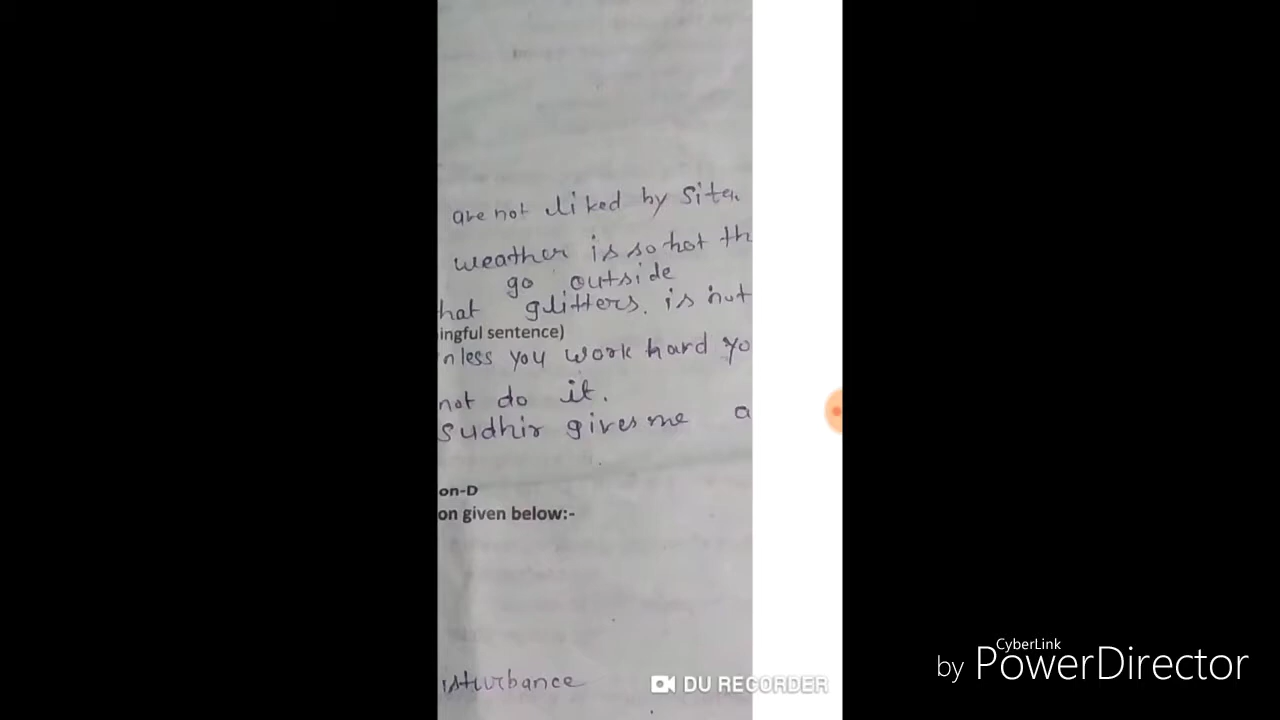 are not liked by Sita.
weather is so hot th
go outside
hat glitters. is not
ingful sentence)
nless you work hard yo
not do it.
Sudhir gives me a
on-D
on given below:-
isturbance
DU RECORDER
CyberLink
by PowerDirector